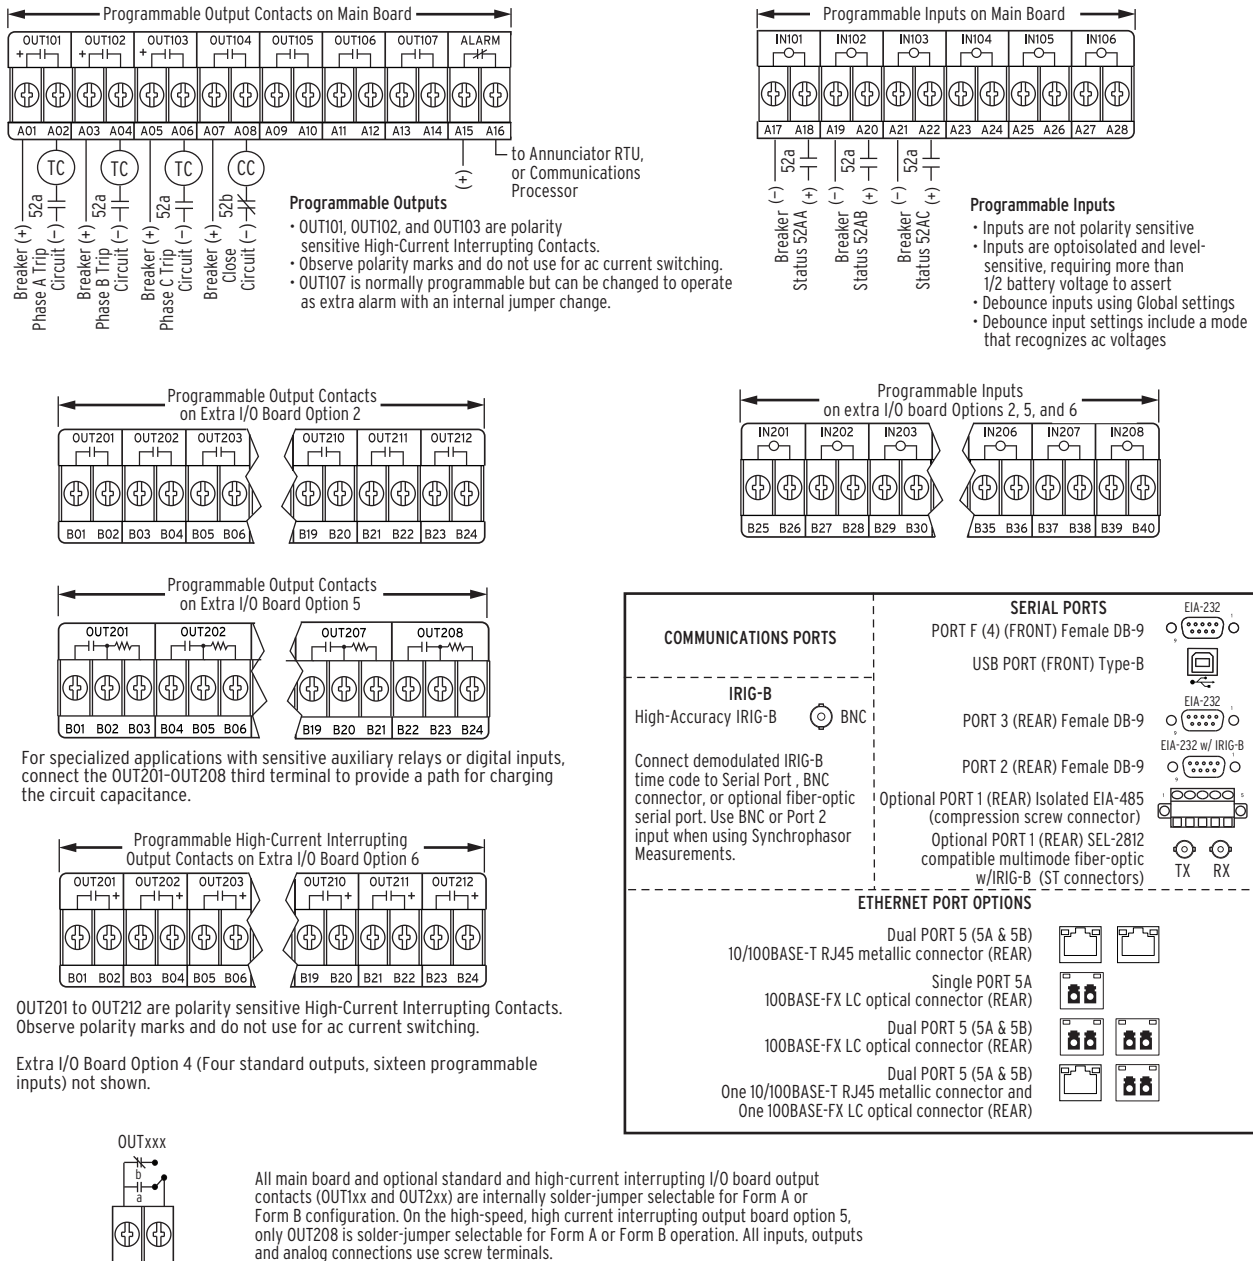 Programmable Output Contacts on Main Board
OUT101 OUT102 OUT103 OUT104 OUT105 OUT106 OUT107 ALARM
+ + +
A01 A02 A03 A04 A05 A06 A07 A08 A09 A10 A11 A12 A13 A14 A15 A16
TC TC TC CC
52a 52a 52a 52b
(+)
to Annunciator RTU,
or Communications
Processor
Breaker (+)
Phase A Trip
Circuit (–)
Breaker (+)
Phase B Trip
Circuit (–)
Breaker (+)
Phase C Trip
Circuit (–)
Breaker (+)
Close
Circuit (–)
Programmable Outputs
• OUT101, OUT102, and OUT103 are polarity
sensitive High-Current Interrupting Contacts.
• Observe polarity marks and do not use for ac current switching.
• OUT107 is normally programmable but can be changed to operate
as extra alarm with an internal jumper change.
Programmable Inputs on Main Board
IN101 IN102 IN103 IN104 IN105 IN106
A17 A18 A19 A20 A21 A22 A23 A24 A25 A26 A27 A28
52a 52a 52a
(–) (+) (–) (+) (–) (+)
Breaker
Status 52AA
Breaker
Status 52AB
Breaker
Status 52AC
Programmable Inputs
• Inputs are not polarity sensitive
• Inputs are optoisolated and level-
sensitive, requiring more than
1/2 battery voltage to assert
• Debounce inputs using Global settings
• Debounce input settings include a mode
that recognizes ac voltages
Programmable Output Contacts
on Extra I/O Board Option 2
OUT201 OUT202 OUT203 OUT210 OUT211 OUT212
B01 B02 B03 B04 B05 B06 B19 B20 B21 B22 B23 B24
Programmable Inputs
on extra I/O board Options 2, 5, and 6
IN201 IN202 IN203 IN206 IN207 IN208
B25 B26 B27 B28 B29 B30 B35 B36 B37 B38 B39 B40
Programmable Output Contacts
on Extra I/O Board Option 5
OUT201 OUT202 OUT207 OUT208
B01 B02 B03 B04 B05 B06 B19 B20 B21 B22 B23 B24
For specialized applications with sensitive auxiliary relays or digital inputs,
connect the OUT201-OUT208 third terminal to provide a path for charging
the circuit capacitance.
Programmable High-Current Interrupting
Output Contacts on Extra I/O Board Option 6
OUT201 OUT202 OUT203 OUT210 OUT211 OUT212
+ + + + + +
B01 B02 B03 B04 B05 B06 B19 B20 B21 B22 B23 B24
OUT201 to OUT212 are polarity sensitive High-Current Interrupting Contacts.
Observe polarity marks and do not use for ac current switching.
Extra I/O Board Option 4 (Four standard outputs, sixteen programmable
inputs) not shown.
COMMUNICATIONS PORTS
IRIG-B
High-Accuracy IRIG-B BNC
Connect demodulated IRIG-B
time code to Serial Port , BNC
connector, or optional fiber-optic
serial port. Use BNC or Port 2
input when using Synchrophasor
Measurements.
SERIAL PORTS
EIA-232
PORT F (4) (FRONT) Female DB-9
1
9
USB PORT (FRONT) Type-B
EIA-232
PORT 3 (REAR) Female DB-9
1
9
EIA-232 w/ IRIG-B
PORT 2 (REAR) Female DB-9
1
9
Optional PORT 1 (REAR) Isolated EIA-485
(compression screw connector)
1 5
Optional PORT 1 (REAR) SEL-2812
compatible multimode fiber-optic
w/IRIG-B (ST connectors)
TX RX
ETHERNET PORT OPTIONS
Dual PORT 5 (5A & 5B)
10/100BASE-T RJ45 metallic connector (REAR)
Single PORT 5A
100BASE-FX LC optical connector (REAR)
Dual PORT 5 (5A & 5B)
100BASE-FX LC optical connector (REAR)
Dual PORT 5 (5A & 5B)
One 10/100BASE-T RJ45 metallic connector and
One 100BASE-FX LC optical connector (REAR)
OUTxxx
b
a
All main board and optional standard and high-current interrupting I/O board output
contacts (OUT1xx and OUT2xx) are internally solder-jumper selectable for Form A or
Form B configuration. On the high-speed, high current interrupting output board option 5,
only OUT208 is solder-jumper selectable for Form A or Form B operation. All inputs, outputs
and analog connections use screw terminals.